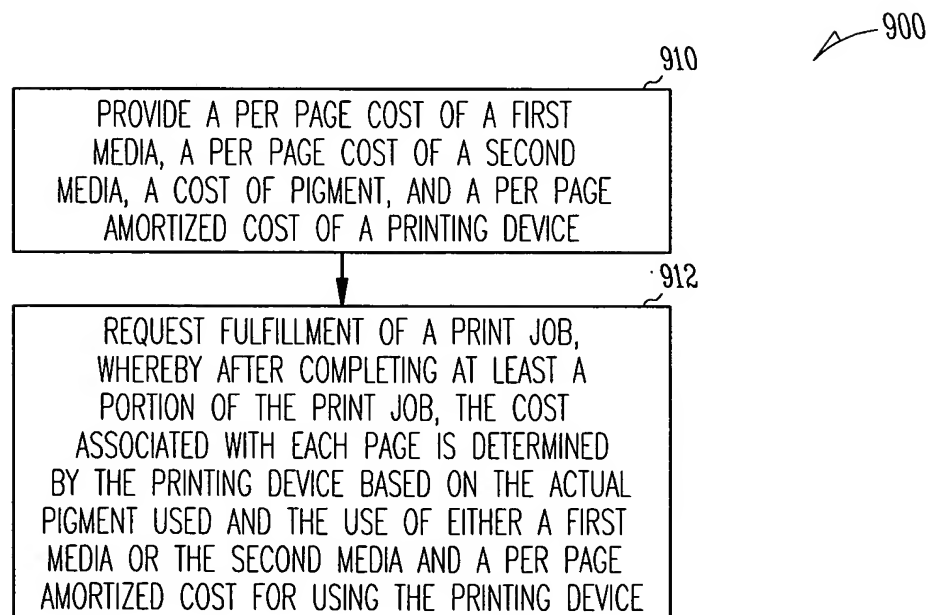 900
910
PROVIDE A PER PAGE COST OF A FIRST
MEDIA, A PER PAGE COST OF A SECOND
MEDIA, A COST OF PIGMENT, AND A PER PAGE
AMORTIZED COST OF A PRINTING DEVICE
912
REQUEST FULFILLMENT OF A PRINT JOB,
WHEREBY AFTER COMPLETING AT LEAST A
PORTION OF THE PRINT JOB, THE COST
ASSOCIATED WITH EACH PAGE IS DETERMINED
BY THE PRINTING DEVICE BASED ON THE ACTUAL
PIGMENT USED AND THE USE OF EITHER A FIRST
MEDIA OR THE SECOND MEDIA AND A PER PAGE
AMORTIZED COST FOR USING THE PRINTING DEVICE